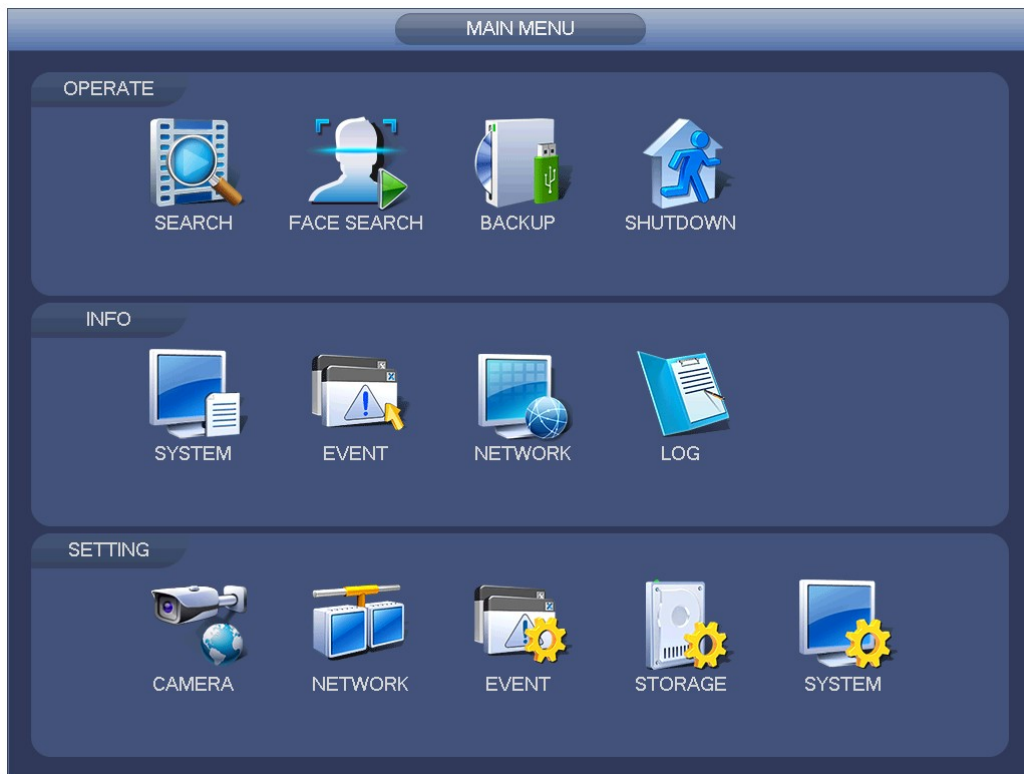 MAIN MENU
OPERATE
SEARCH FACE SEARCH BACKUP SHUTDOWN
INFO
SYSTEM EVENT NETWORK LOG
SETTING
CAMERA NETWORK EVENT STORAGE SYSTEM